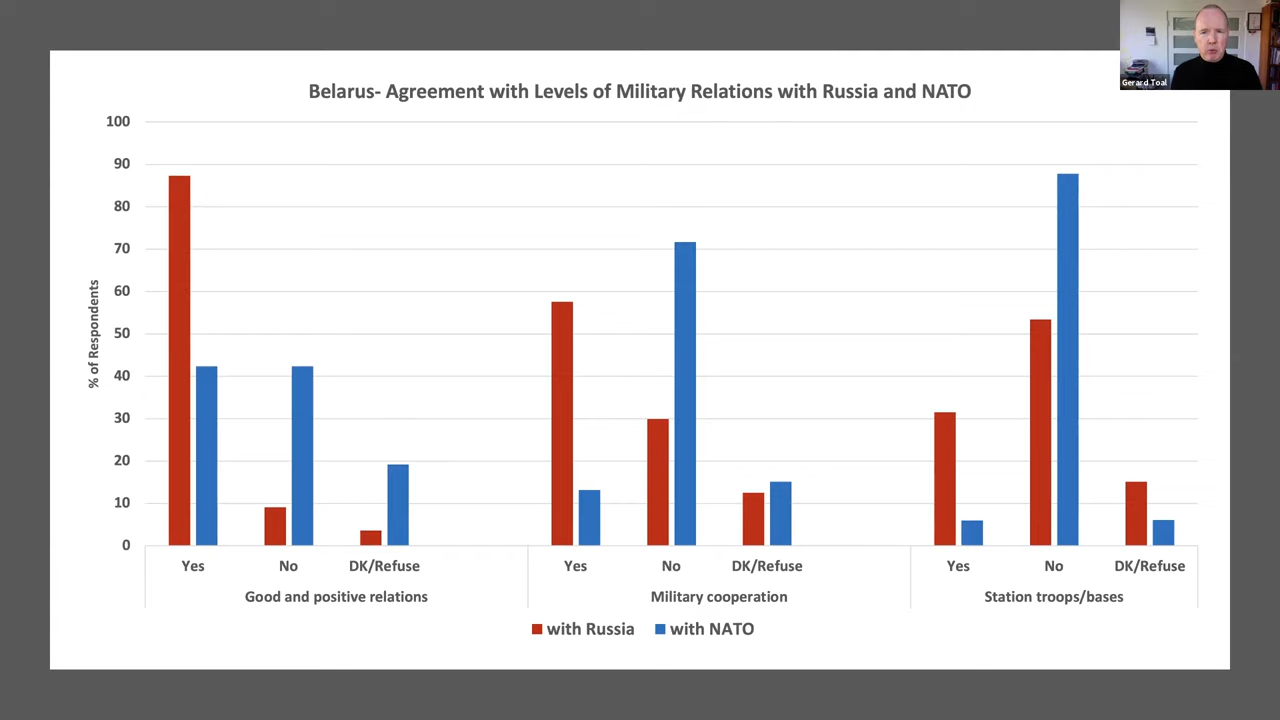 Gerard Toal
Belarus- Agreement with Levels of Military Relations with Russia and NATO
100
90
80
70
60
50
40
30
20
10
0
% of Respondents
Yes No DK/Refuse Yes No DK/Refuse Yes No DK/Refuse
Good and positive relations Military cooperation Station troops/bases
with Russia with NATO